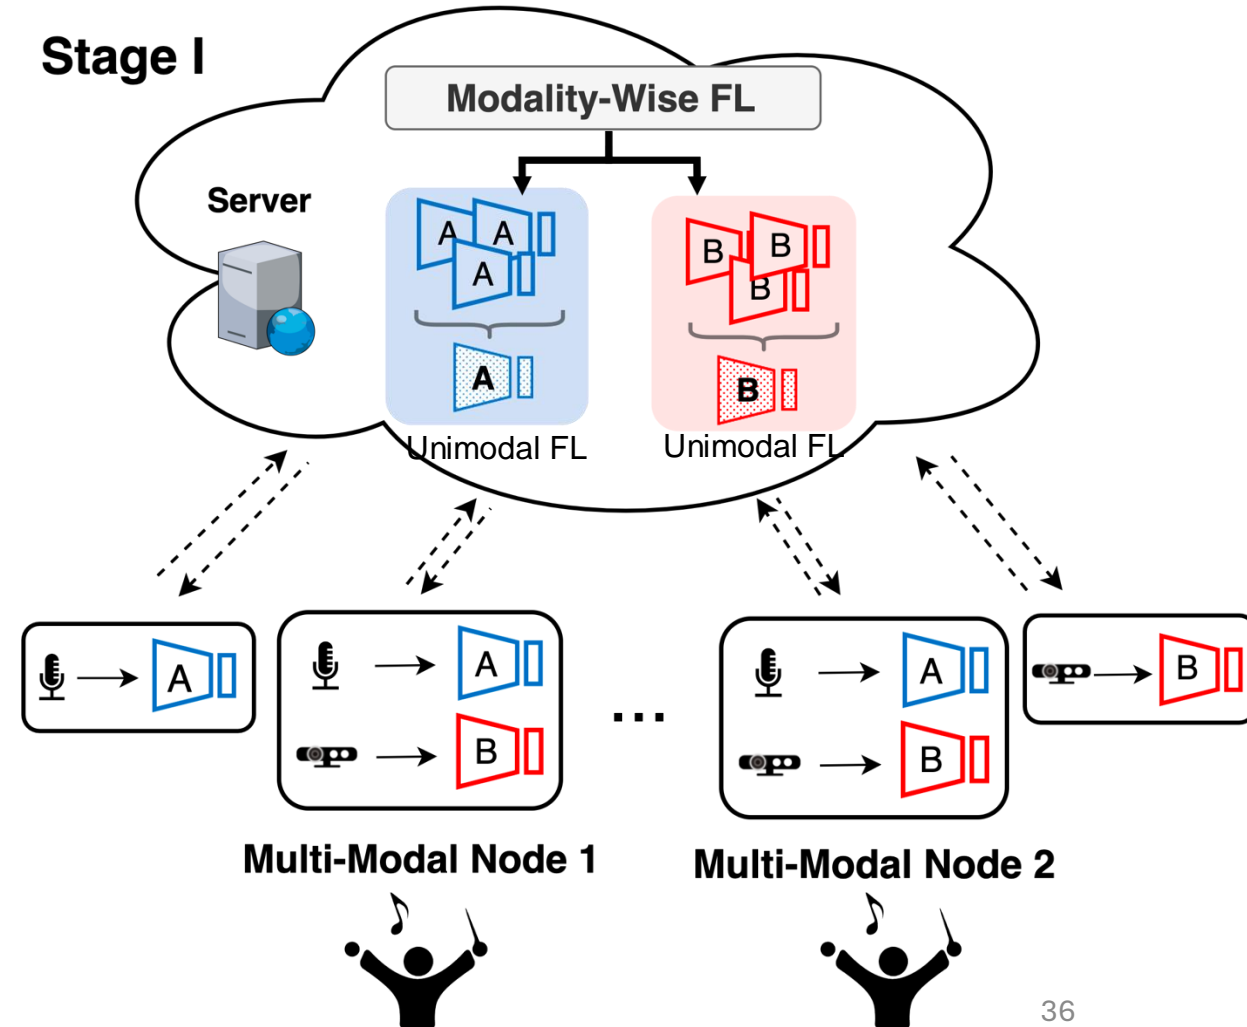 Stage I
Modality-Wise FL
Server
A A
A
B B
B
A
B
Unimodal FL
Unimodal FL
A
A
B
...
A
B
B
Multi-Modal Node 1
Multi-Modal Node 2
36